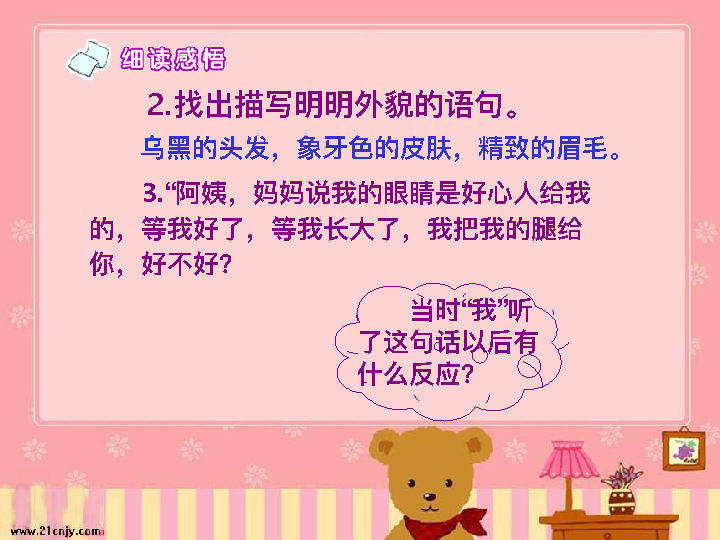 细读感悟
2.找出描写明明外貌的语句。
乌黑的头发，象牙色的皮肤，精致的眉毛。
3.“阿姨，妈妈说我的眼睛是好心人给我
的，等我好了，等我长大了，我把我的腿给
你，好不好？
当时“我”听
了这句话以后有
什么反应？
www.21cnjy.com